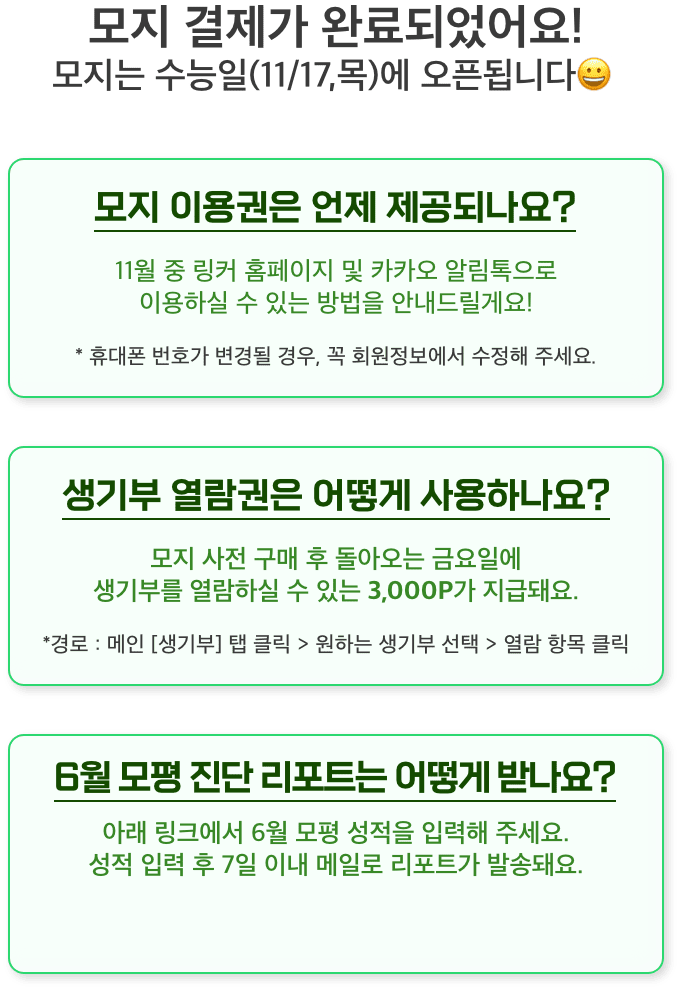 모지 결제가 완료되었어요!
모지는 수능일(11/17,목)에 오픈됩니다😀
모지 이용권은 언제 제공되나요?
11월 중 링커 홈페이지 및 카카오 알림톡으로
이용하실 수 있는 방법을 안내드릴게요!
* 휴대폰 번호가 변경될 경우, 꼭 회원정보에서 수정해 주세요.
생기부 열람권은 어떻게 사용하나요?
모지 사전 구매 후 돌아오는 금요일에
생기부를 열람하실 수 있는 3,000P가 지급돼요.
*경로 : 메인 [생기부] 탭 클릭 > 원하는 생기부 선택 > 열람 항목 클릭
6월 모평 진단 리포트는 어떻게 받나요?
아래 링크에서 6월 모평 성적을 입력해 주세요.
성적 입력 후 7일 이내 메일로 리포트가 발송돼요.